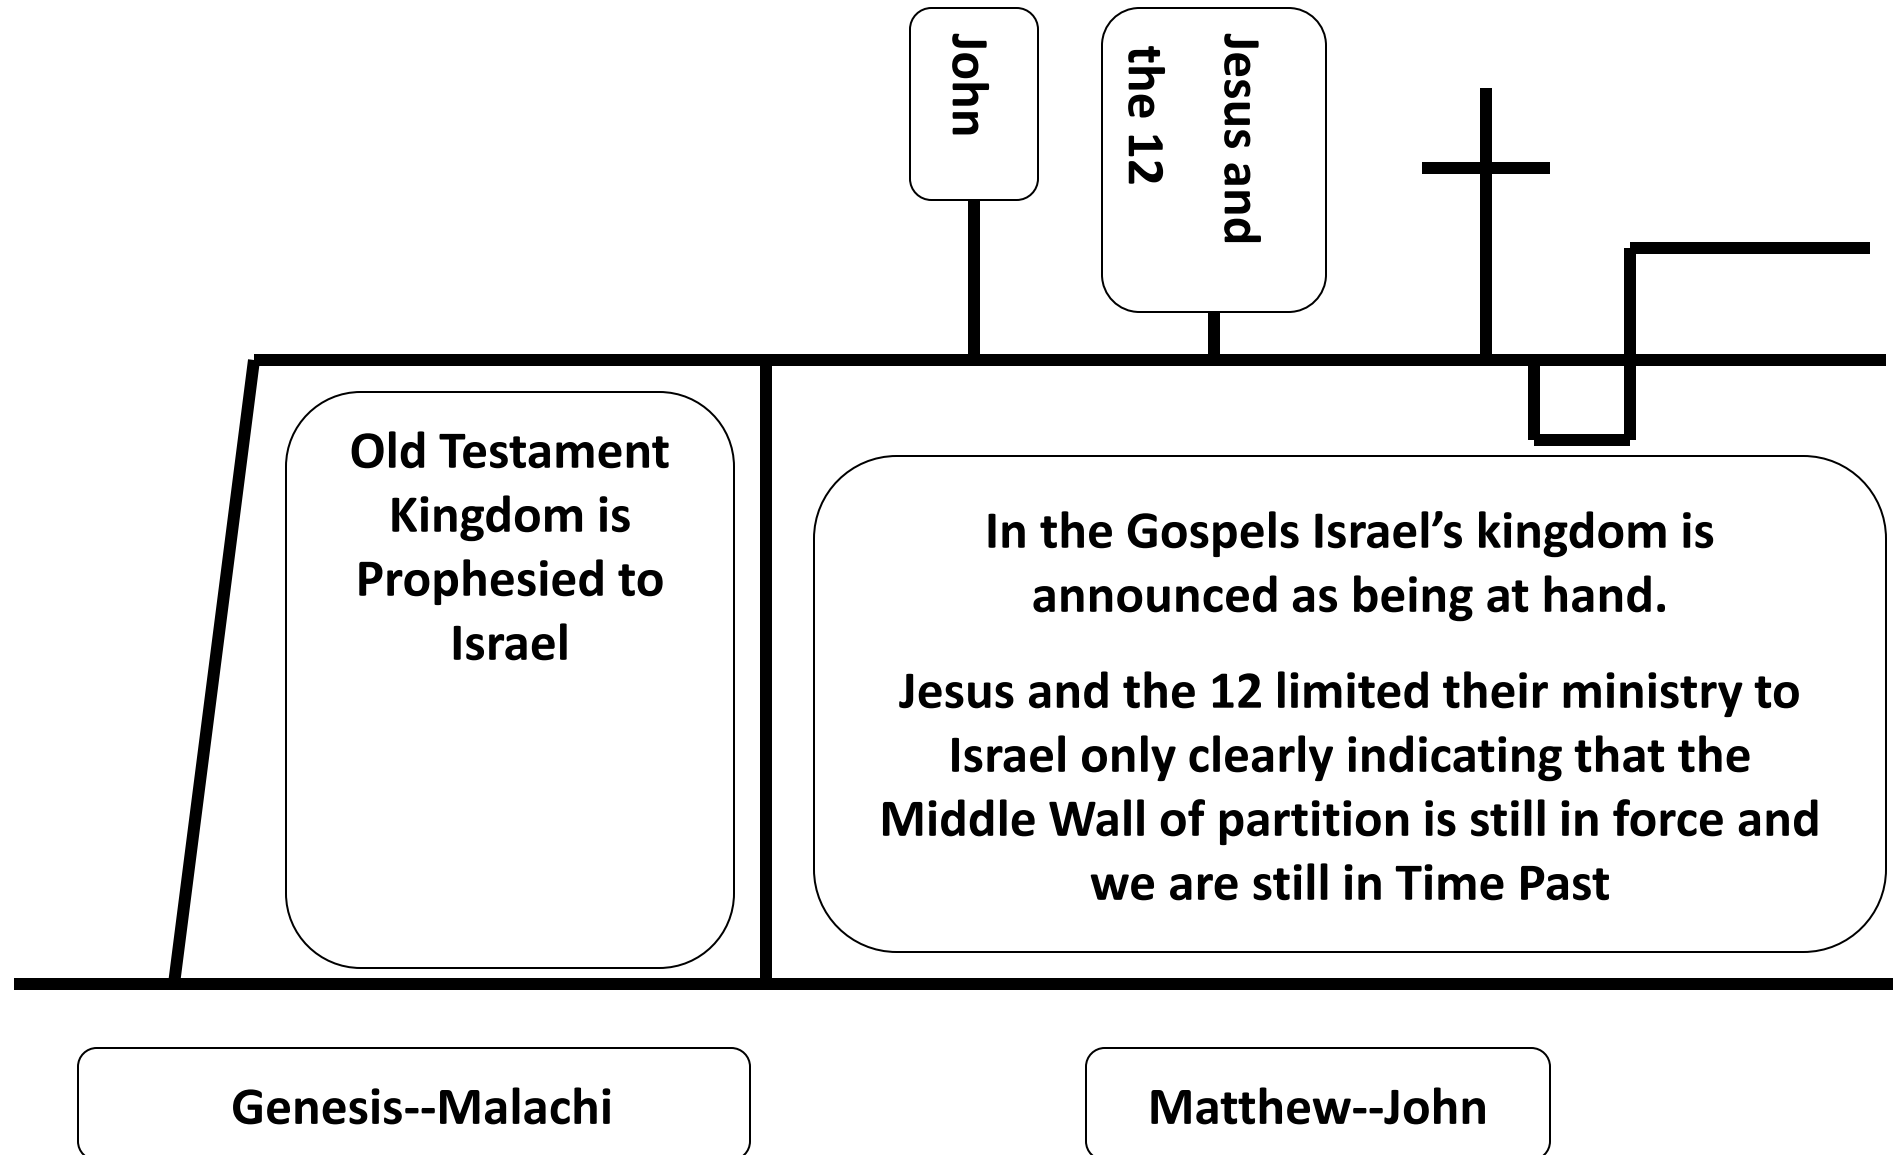 John
Jesus and
the 12
Old Testament
Kingdom is
Prophesied to
Israel
In the Gospels Israel’s kingdom is
announced as being at hand.
Jesus and the 12 limited their ministry to
Israel only clearly indicating that the
Middle Wall of partition is still in force and
we are still in Time Past
Genesis--Malachi
Matthew--John